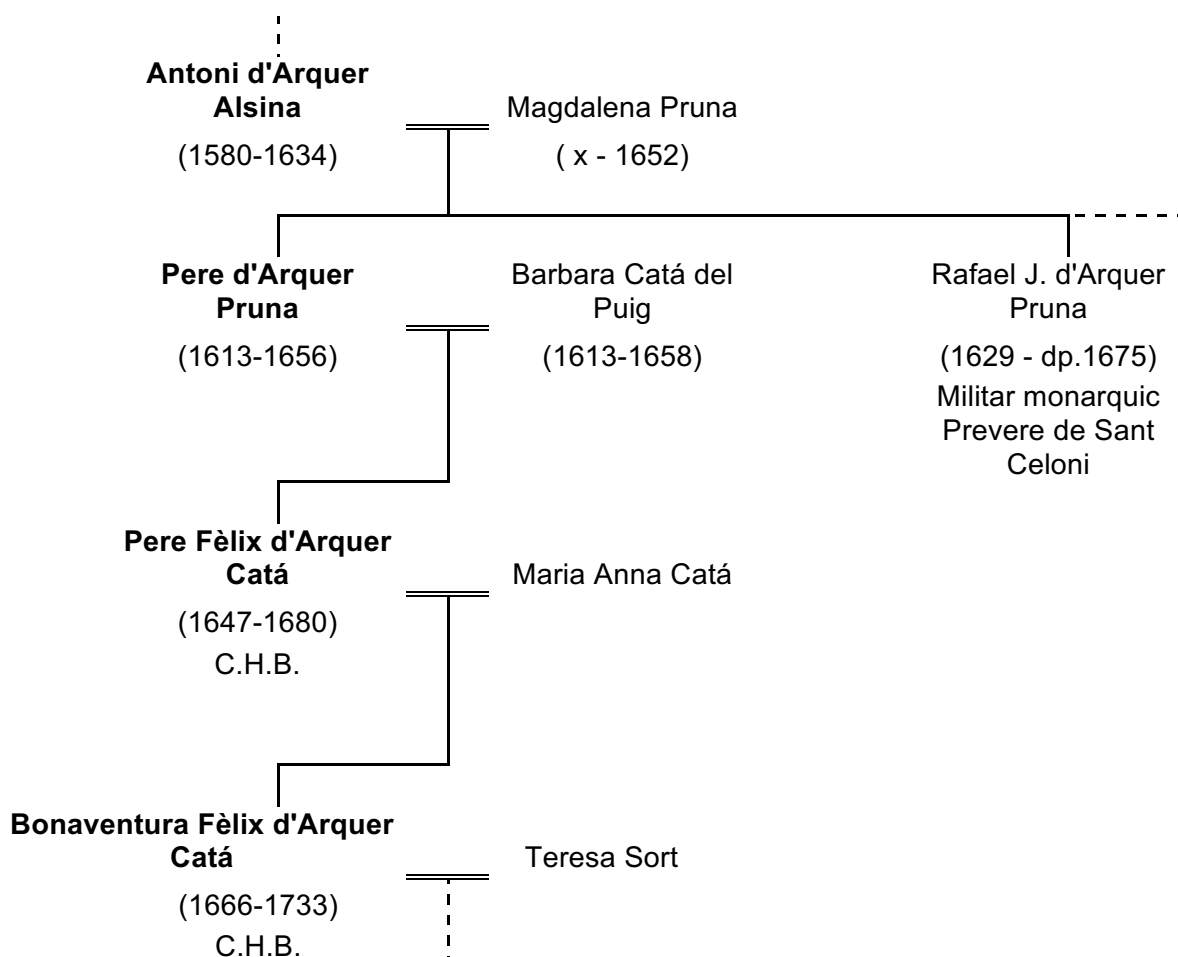 Antoni d'Arquer
Alsina
(1580-1634)
Magdalena Pruna
( x - 1652)
Pere d'Arquer
Pruna
(1613-1656)
Barbara Catá del
Puig
(1613-1658)
Rafael J. d'Arquer
Pruna
(1629 - dp.1675)
Militar monarquic
Prevere de Sant
Celoni
Pere Fèlix d'Arquer
Catá
(1647-1680)
C.H.B.
Maria Anna Catá
Bonaventura Fèlix d'Arquer
Catá
(1666-1733)
C.H.B.
Teresa Sort